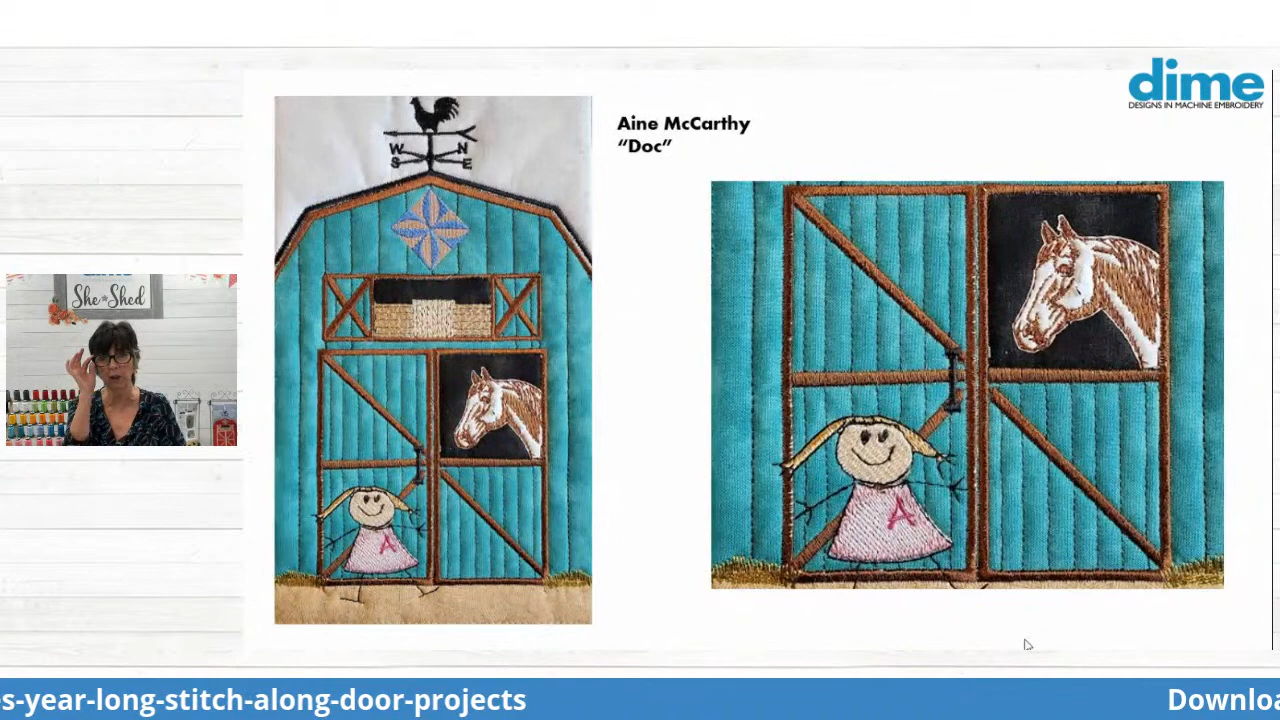 dime
DESIGNS IN MACHINE EMBROIDERY
Aine McCarthy
“Doc”
W N
S E
A
A
She Shed
s-year-long-stitch-along-door-projects
Downloa